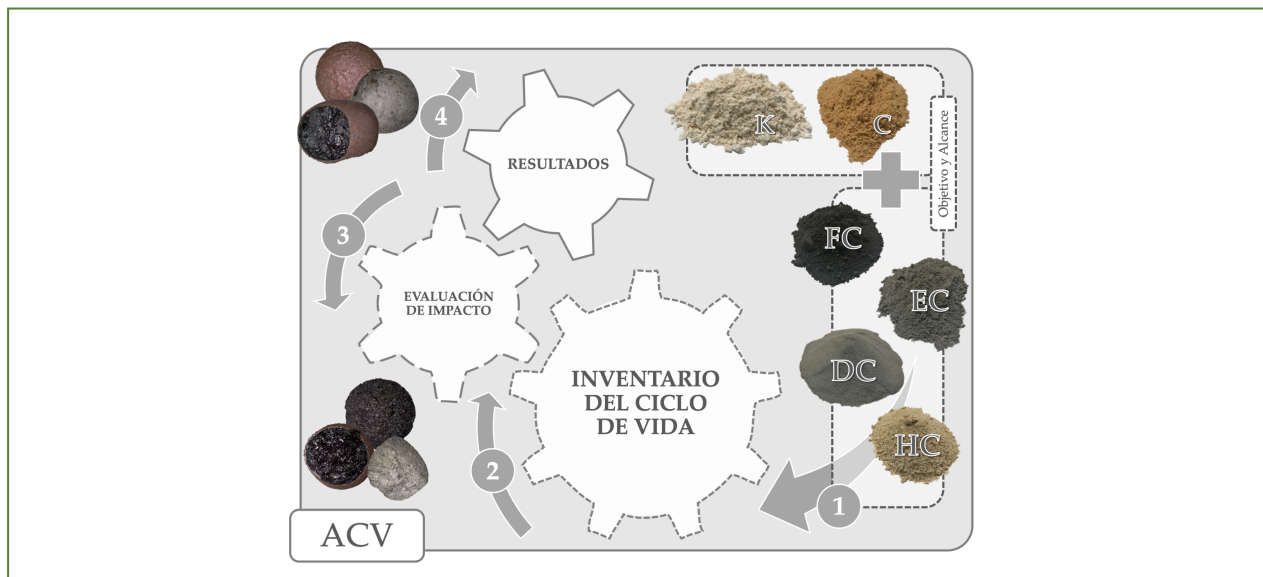 4
RESULTADOS
K
C
Objetivo y Alcance
3
EVALUACIÓN
DE IMPACTO
FC
EC
DC
HC
INVENTARIO
DEL CICLO
DE VIDA
2
1
ACV